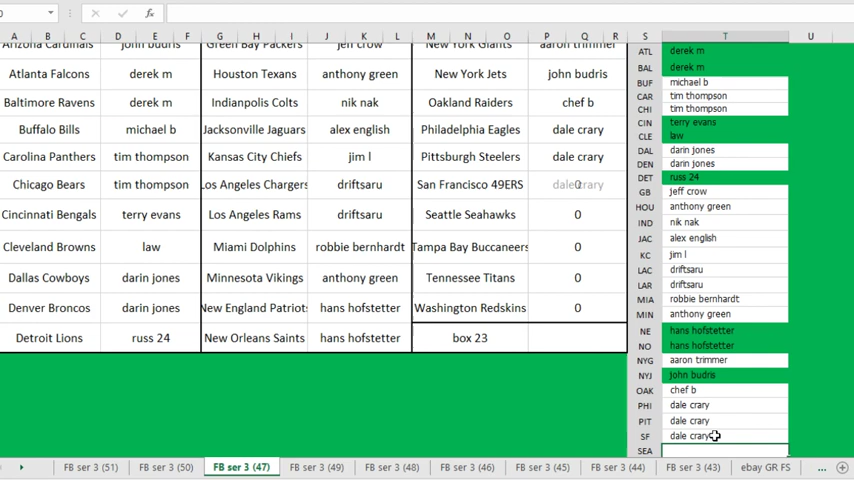 fx
A B C D E F G H I J K L M N O P Q R S T U
Arizona Cardinals john budris Green Bay Packers jeff crow New York Giants aaron trimmer
Atlanta Falcons derek m Houston Texans anthony green New York Jets john budris
Baltimore Ravens derek m Indianpolis Colts nik nak Oakland Raiders chef b
Buffalo Bills michael b Jacksonville Jaguars alex english Philadelphia Eagles dale crary
Carolina Panthers tim thompson Kansas City Chiefs jim l Pittsburgh Steelers dale crary
Chicago Bears tim thompson Los Angeles Chargers driftsaru San Francisco 49ERS dale crary
Cincinnati Bengals terry evans Los Angeles Rams driftsaru Seattle Seahawks 0
Cleveland Browns law Miami Dolphins robbie bernhardt Tampa Bay Buccaneers 0
Dallas Cowboys darin jones Minnesota Vikings anthony green Tennessee Titans 0
Denver Broncos darin jones New England Patriots hans hofstetter Washington Redskins 0
Detroit Lions russ 24 New Orleans Saints hans hofstetter box 23
ATL derek m
BAL derek m
BUF michael b
CAR tim thompson
CHI tim thompson
CIN terry evans
CLE law
DAL darin jones
DEN darin jones
DET russ 24
GB jeff crow
HOU anthony green
IND nik nak
JAC alex english
KC jim l
LAC driftsaru
LAR driftsaru
MIA robbie bernhardt
MIN anthony green
NE hans hofstetter
NO hans hofstetter
NYG aaron trimmer
NYJ john budris
OAK chef b
PHI dale crary
PIT dale crary
SF dale crary
SEA
FB ser 3 (51) FB ser 3 (50) FB ser 3 (47) FB ser 3 (49) FB ser 3 (48) FB ser 3 (46) FB ser 3 (45) FB ser 3 (44) FB ser 3 (43) ebay GR FS ...